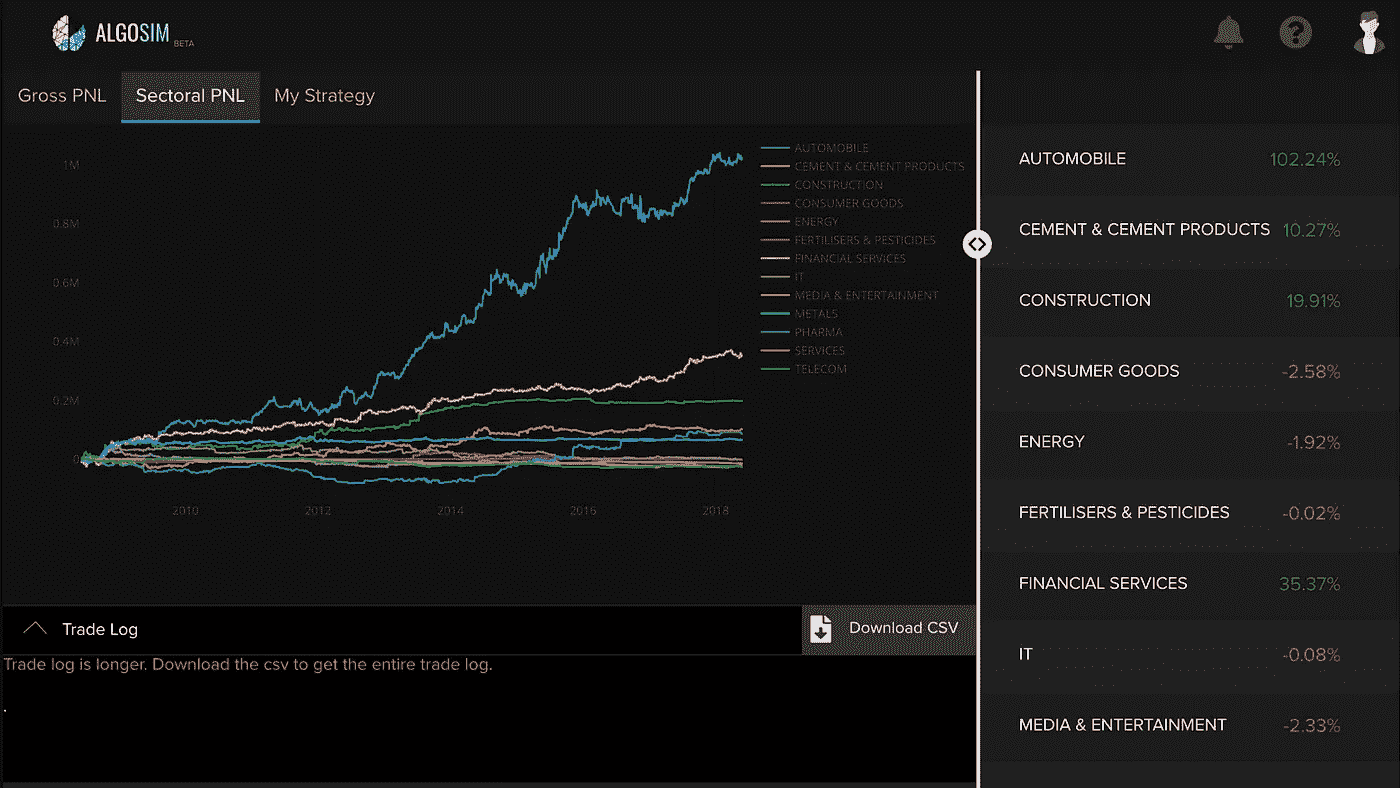 ALGOSIM BETA
Gross PNL Sectoral PNL My Strategy
1M
0.8M
0.6M
0.4M
0.2M
0
2010 2012 2014 2016 2018
AUTOMOBILE
CEMENT & CEMENT PRODUCTS
CONSTRUCTION
CONSUMER GOODS
ENERGY
FERTILISERS & PESTICIDES
FINANCIAL SERVICES
IT
MEDIA & ENTERTAINMENT
METALS
PHARMA
SERVICES
TELECOM
Trade Log
Download CSV
Trade log is longer. Download the csv to get the entire trade log.
.
AUTOMOBILE 102.24%
CEMENT & CEMENT PRODUCTS 10.27%
CONSTRUCTION 19.91%
CONSUMER GOODS -2.58%
ENERGY -1.92%
FERTILISERS & PESTICIDES -0.02%
FINANCIAL SERVICES 35.37%
IT -0.08%
MEDIA & ENTERTAINMENT -2.33%